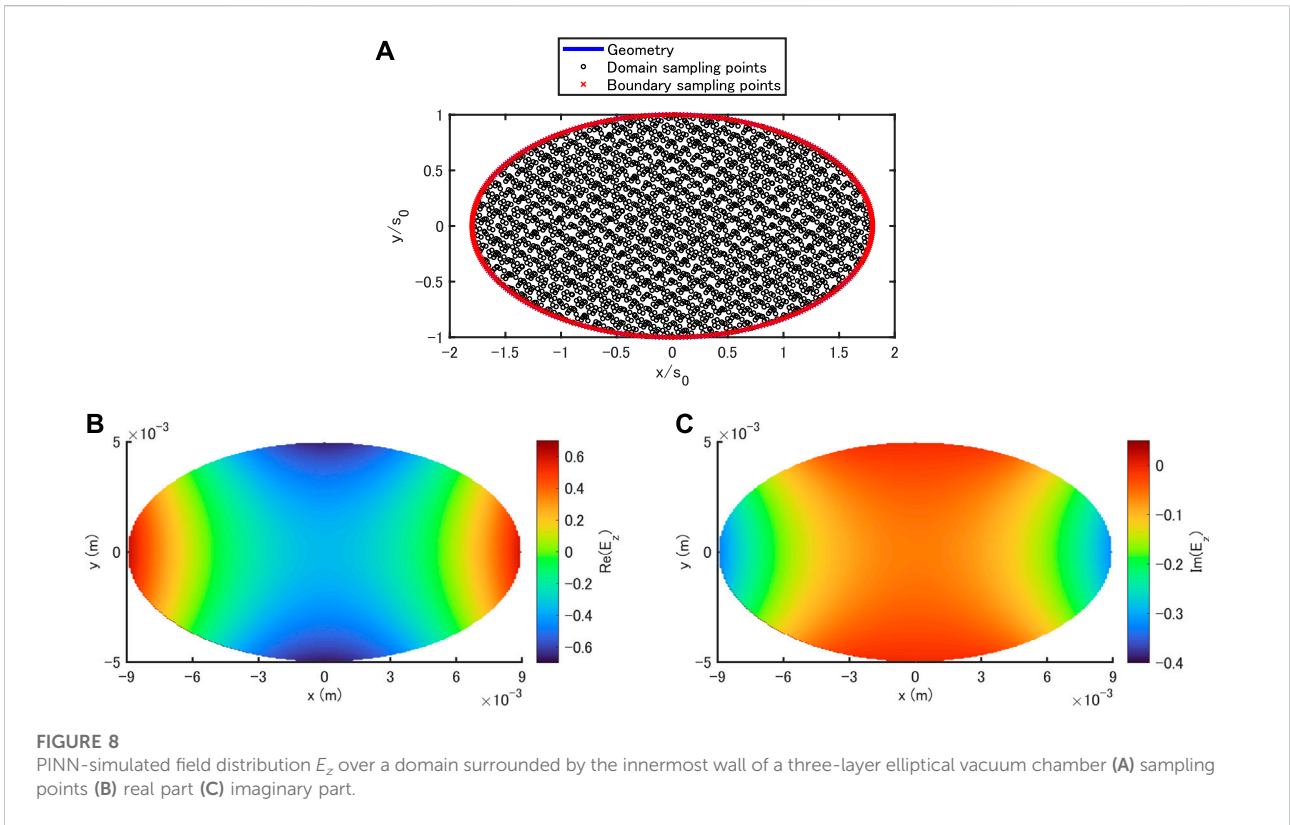 A
Geometry
Domain sampling points
Boundary sampling points
1
0.5
0
−0.5
−1
y/s0
−2 −1.5 −1 −0.5 0 0.5 1 1.5 2
x/s0
B
×10−3
5
0
−5
y (m)
−9 −6 −3 0 3 6 9
x (m)
×10−3
0.6
0.4
0.2
0
−0.2
−0.4
−0.6
Re(Ez)
C
×10−3
5
0
−5
y (m)
−9 −6 −3 0 3 6 9
x (m)
×10−3
0
−0.1
−0.2
−0.3
−0.4
Im(Ez)
FIGURE 8
PINN-simulated field distribution Ez over a domain surrounded by the innermost wall of a three-layer elliptical vacuum chamber (A) sampling
points (B) real part (C) imaginary part.